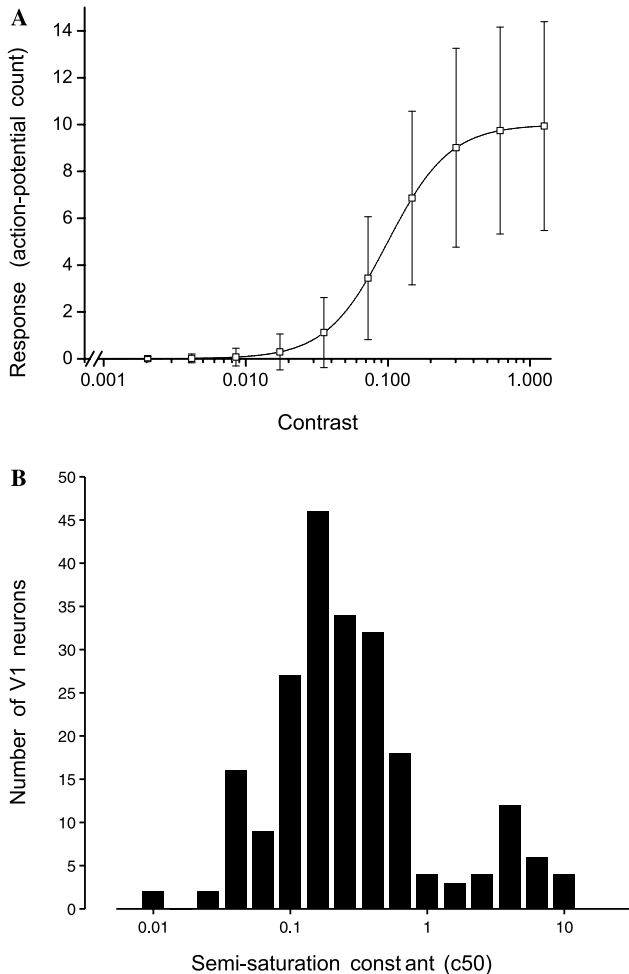 A
Response (action-potential count)
14
12
10
8
6
4
2
0
0.001 0.010 0.100 1.000
Contrast
B
Number of V1 neurons
50
45
40
35
30
25
20
15
10
5
0
0.01 0.1 1 10
Semi-saturation const ant (c50)